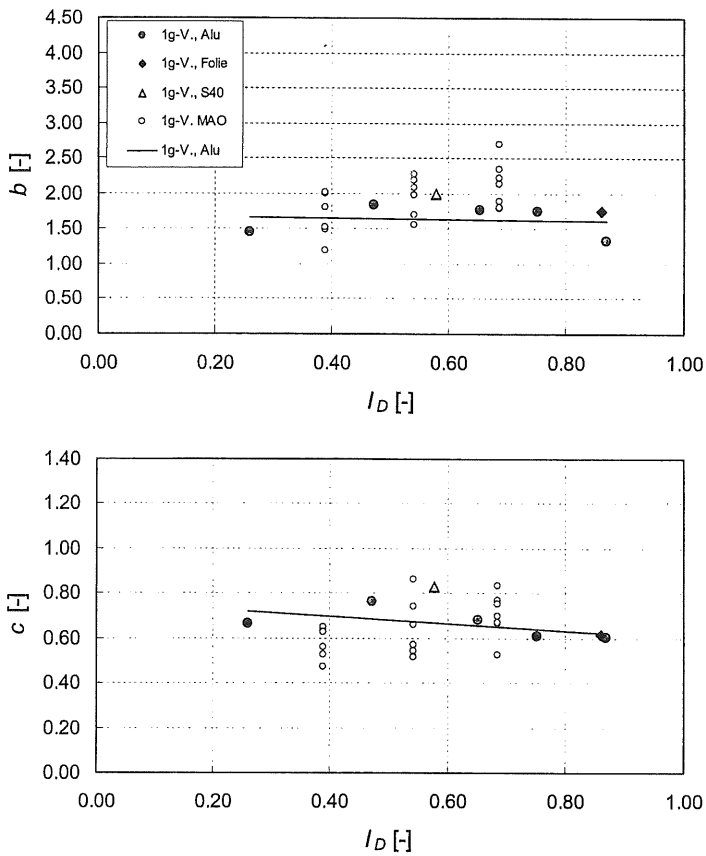 4.50
4.00
3.50
3.00
2.50
2.00
1.50
1.00
0.50
0.00
b [-]
1g-V., Alu
1g-V., Folie
1g-V., S40
1g-V. MAO
1g-V., Alu
0.00 0.20 0.40 0.60 0.80 1.00
I_D [-]
1.40
1.20
1.00
0.80
0.60
0.40
0.20
0.00
c [-]
0.00 0.20 0.40 0.60 0.80 1.00
I_D [-]